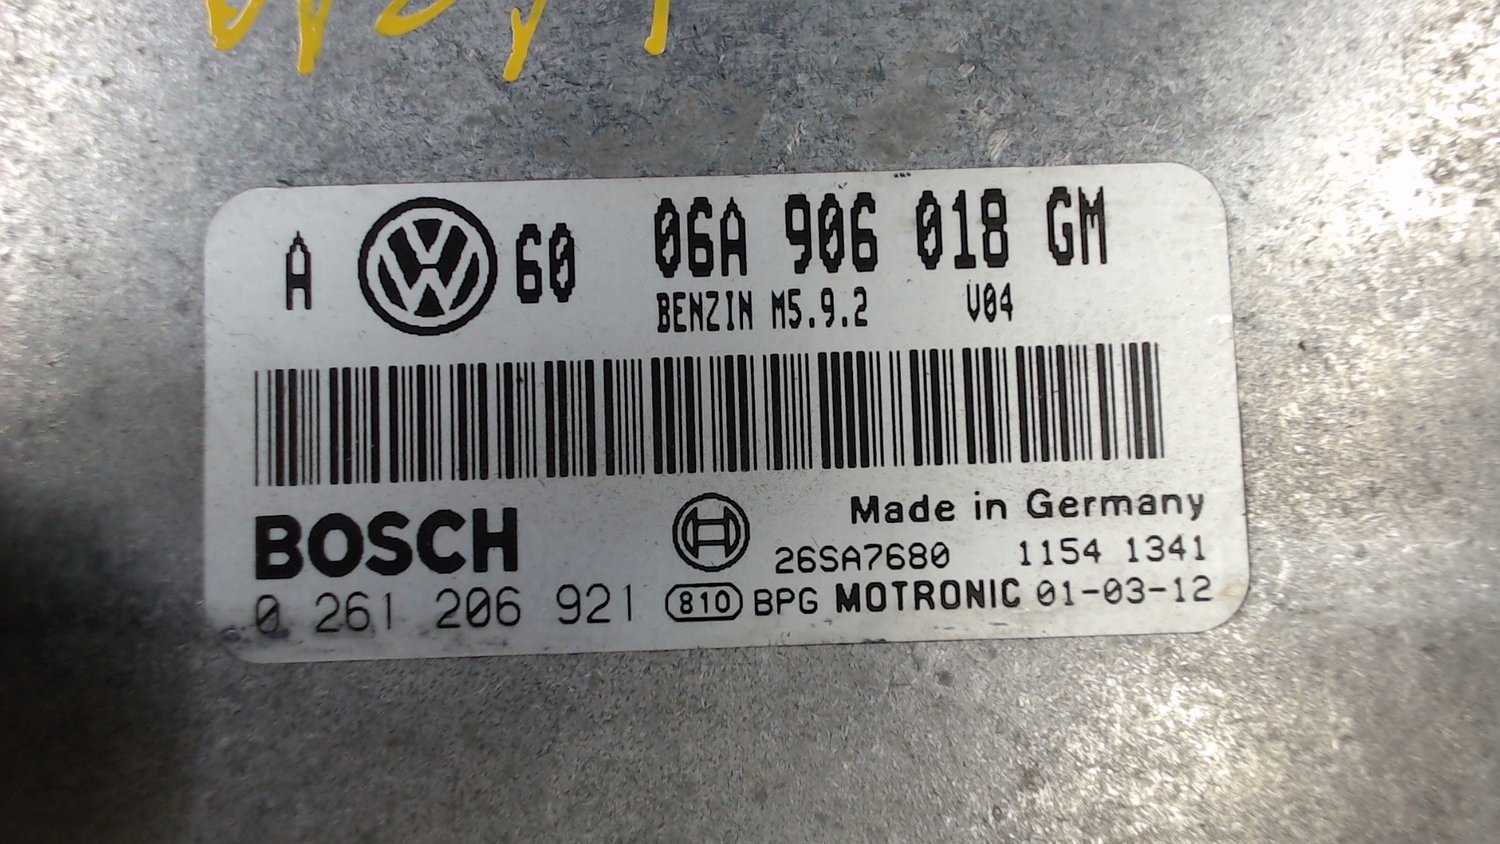 A VW 60 06A 906 018 GM
BENZIN M5.9.2 V04
BOSCH
Made in Germany
26SA7680 1154 1341
0 261 206 921 810 BPG MOTRONIC 01-03-12